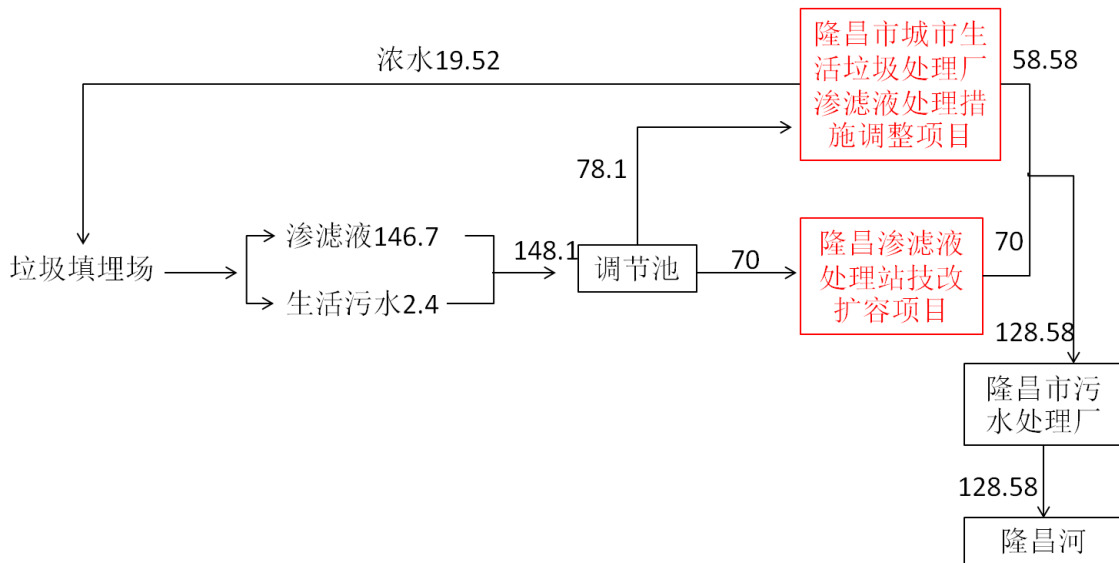 浓水19.52
隆昌市城市生
活垃圾处理厂
渗滤液处理措
施调整项目
58.58
78.1
垃圾填埋场
渗滤液146.7
生活污水2.4
148.1
调节池
70
隆昌渗滤液
处理站技改
扩容项目
70
128.58
隆昌市污
水处理厂
128.58
隆昌河